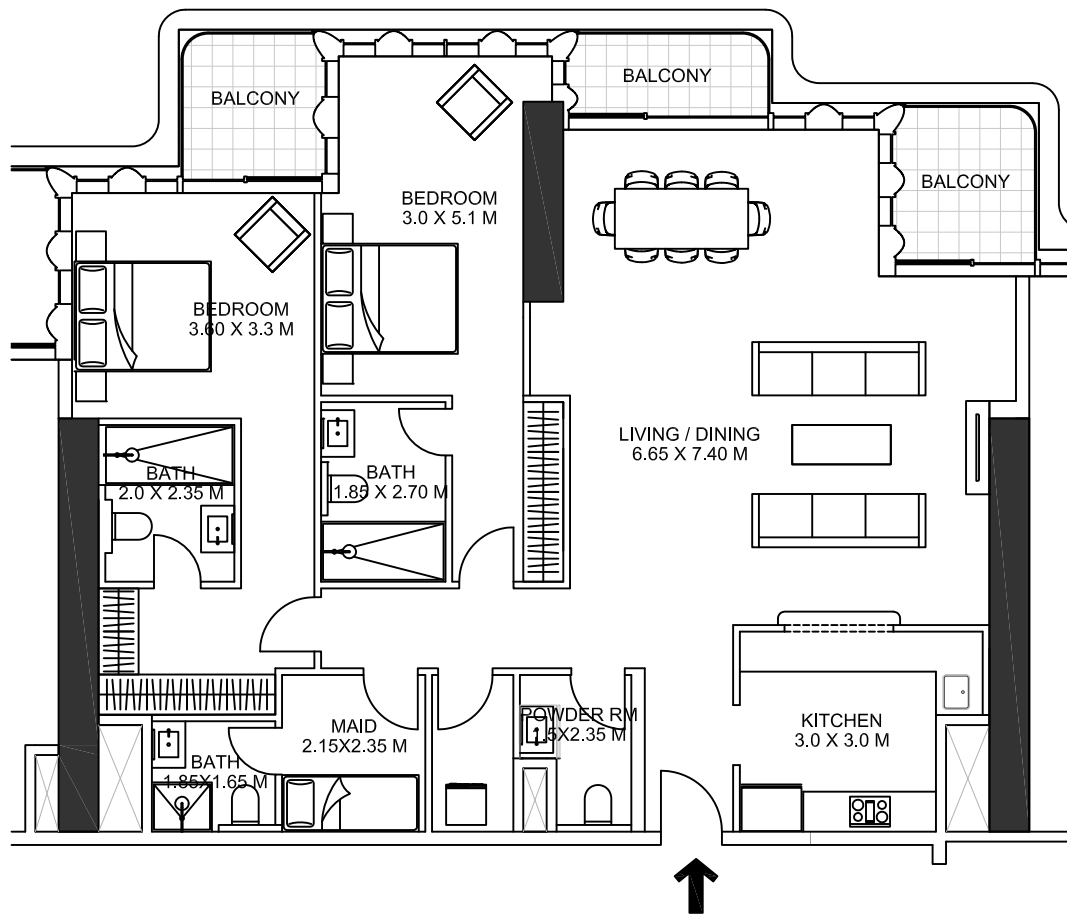 BALCONY
BALCONY
BALCONY
BEDROOM
3.0 X 5.1 M
BEDROOM
3.60 X 3.3 M
LIVING / DINING
6.65 X 7.40 M
BATH
2.0 X 2.35 M
BATH
1.85 X 2.70 M
MAID
2.15X2.35 M
POWDER RM
1.5X2.35 M
KITCHEN
3.0 X 3.0 M
BATH
1.85X1.65 M